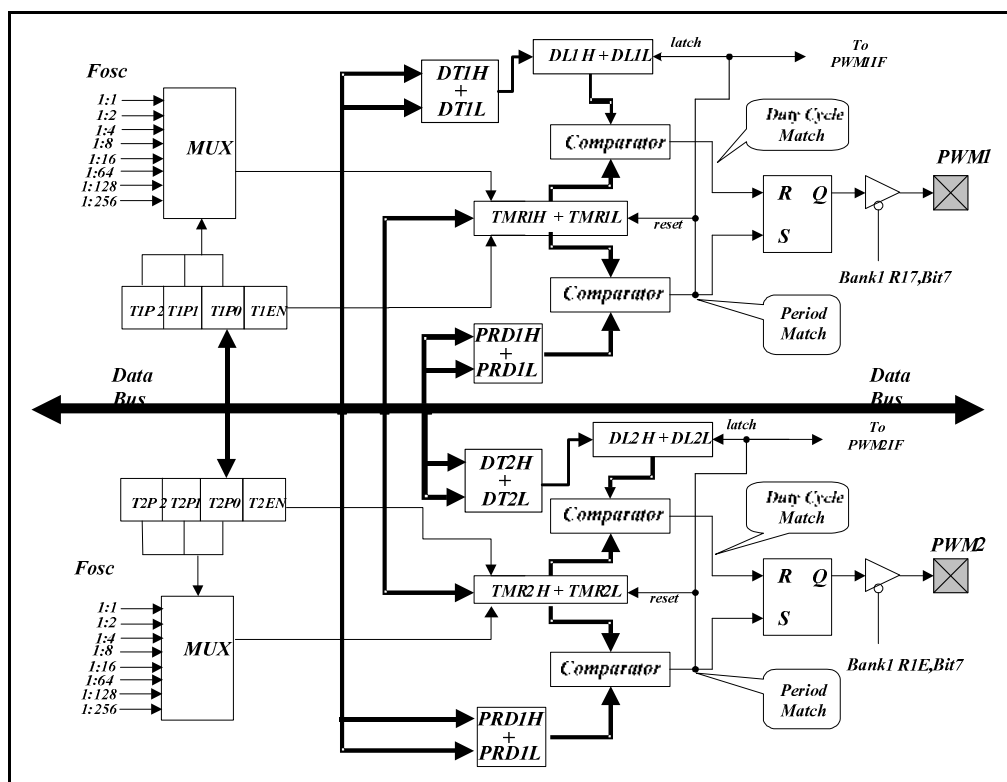 DL1H + DL1L
latch
To
PWM1IF
Fosc
DT1H
+
DT1L
1:1
1:2
1:4
1:8
1:16
1:64
1:128
1:256
MUX
Duty Cycle
Match
Comparator
PWM1
R Q
S
TMR1H + TMR1L
reset
Bank1 R17,Bit7
Comparator
T1P2 T1P1 T1P0 T1EN
Period
Match
PRD1H
+
PRD1L
Data
Bus
Data
Bus
DL2H + DL2L
latch
To
PWM2IF
DT2H
+
DT2L
T2P2 T2P1 T2P0 T2EN
Duty Cycle
Match
Comparator
PWM2
Fosc
R Q
S
TMR2H + TMR2L
reset
1:1
1:2
1:4
1:8
1:16
1:64
1:128
1:256
MUX
Comparator
Bank1 R1E,Bit7
Period
Match
PRD1H
+
PRD1L